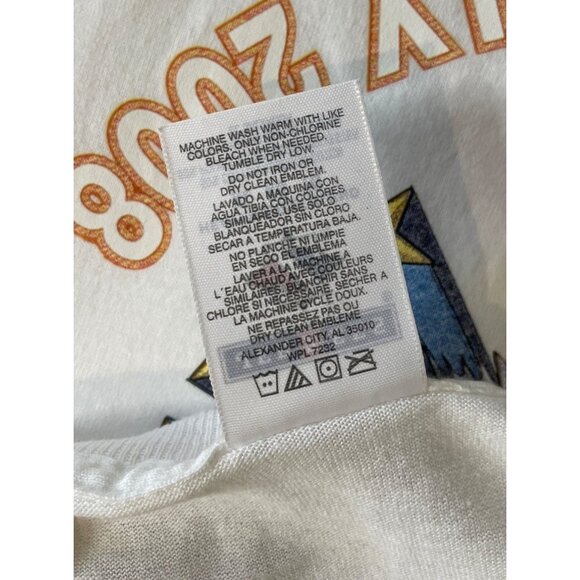 Y 2008
MACHINE WASH WARM WITH LIKE
COLORS. ONLY NON-CHLORINE
BLEACH WHEN NEEDED.
TUMBLE DRY LOW.
DO NOT IRON OR
DRY CLEAN EMBLEM.
LAVADO A MAQUINA CON
AGUA TIBIA CON COLORES
SIMILARES. USE SOLO
BLANQUEADOR SIN CLORO
SECAR A TEMPERATURA BAJA.
NO PLANCHE NI LIMPIE
EN SECO EL EMBLEMA
LAVER A LA MACHINE A
L'EAU CHAUD AVEC COULEURS
SIMILAIRES. BLANCHIR SANS
CHLORE SI NECESSAIRE. SECHER A
LA MACHINE CYCLE DOUX.
NE REPASSEZ PAS OU
DRY CLEAN EMBLEME
ALEXANDER CITY, AL 35010
WPL 7232